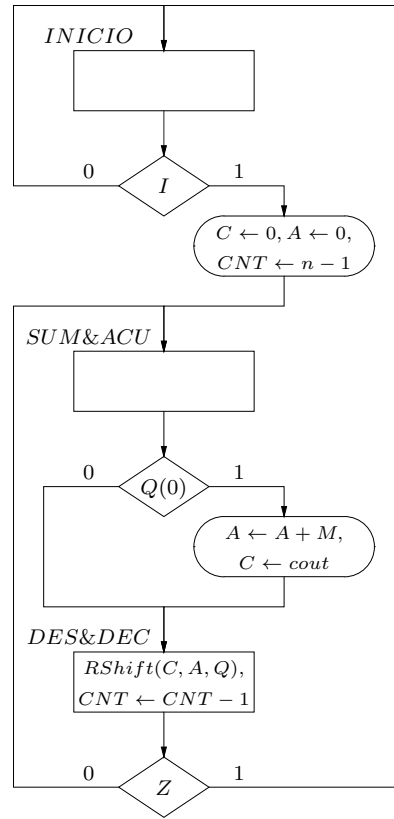 INICIO
0
I
1
C ← 0, A ← 0,
CNT ← n − 1
SUM&ACU
0
Q(0)
1
A ← A + M,
C ← cout
DES&DEC
RShift(C, A, Q),
CNT ← CNT − 1
0
Z
1